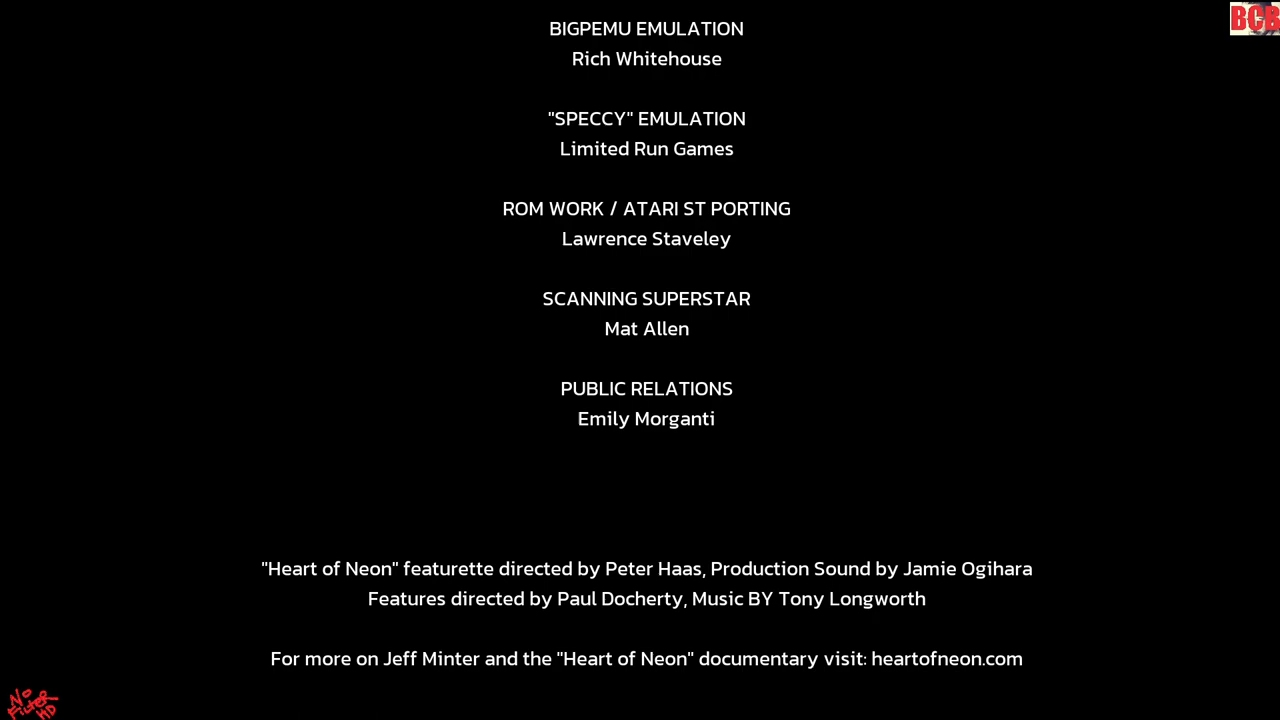 BCB
BIGPEMU EMULATION
Rich Whitehouse
"SPECCY" EMULATION
Limited Run Games
ROM WORK / ATARI ST PORTING
Lawrence Staveley
SCANNING SUPERSTAR
Mat Allen
PUBLIC RELATIONS
Emily Morganti
"Heart of Neon" featurette directed by Peter Haas, Production Sound by Jamie Ogihara
Features directed by Paul Docherty, Music BY Tony Longworth
For more on Jeff Minter and the "Heart of Neon" documentary visit: heartofneon.com
No
Filter
HD